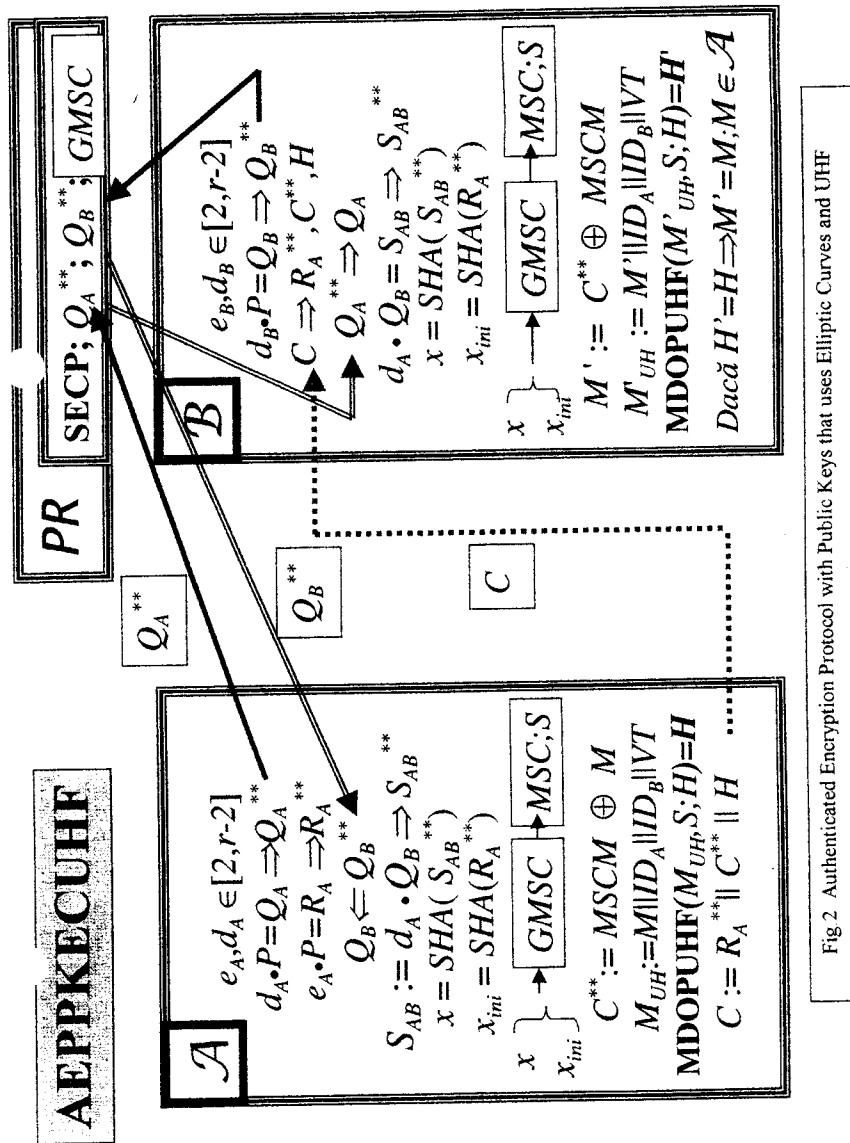 AEPPKECUHF
PR
SECP; Q_A^**; Q_B^**; GMSC
Q_A^**
Q_B^**
C
A
e_A,d_A ∈[2,r-2]
d_A•P=Q_A ⇒Q_A^**
e_A•P=R_A ⇒R_A^**
Q_B ⇐ Q_B^**
S_AB := d_A • Q_B ⇒ S_AB^**
x = SHA( S_AB^**)
x_ini = SHA(R_A^**)
x
x_ini
GMSC
MSC;S
C^** := MSCM ⊕ M
M_UH:=M||ID_A||ID_B||VT
MDOPUHF(M_UH,S;H)=H
C := R_A^**|| C^** || H
B
e_B,d_B ∈[2,r-2]
d_B•P=Q_B ⇒ Q_B^**
C ⇒ R_A^**, C^**, H
Q_A^** ⇒ Q_A
d_A • Q_B = S_AB ⇒ S_AB^**
x = SHA( S_AB^**)
x_ini = SHA(R_A^**)
x
x_ini
GMSC
MSC;S
M' := C^** ⊕ MSCM
M'_UH := M'||ID_A||ID_B||VT
MDOPUHF(M'_UH,S;H)=H'
Dacă H'=H⇒M'=M;M∈A
Fig 2 Authenticated Encryption Protocol with Public Keys that uses Elliptic Curves and UHF